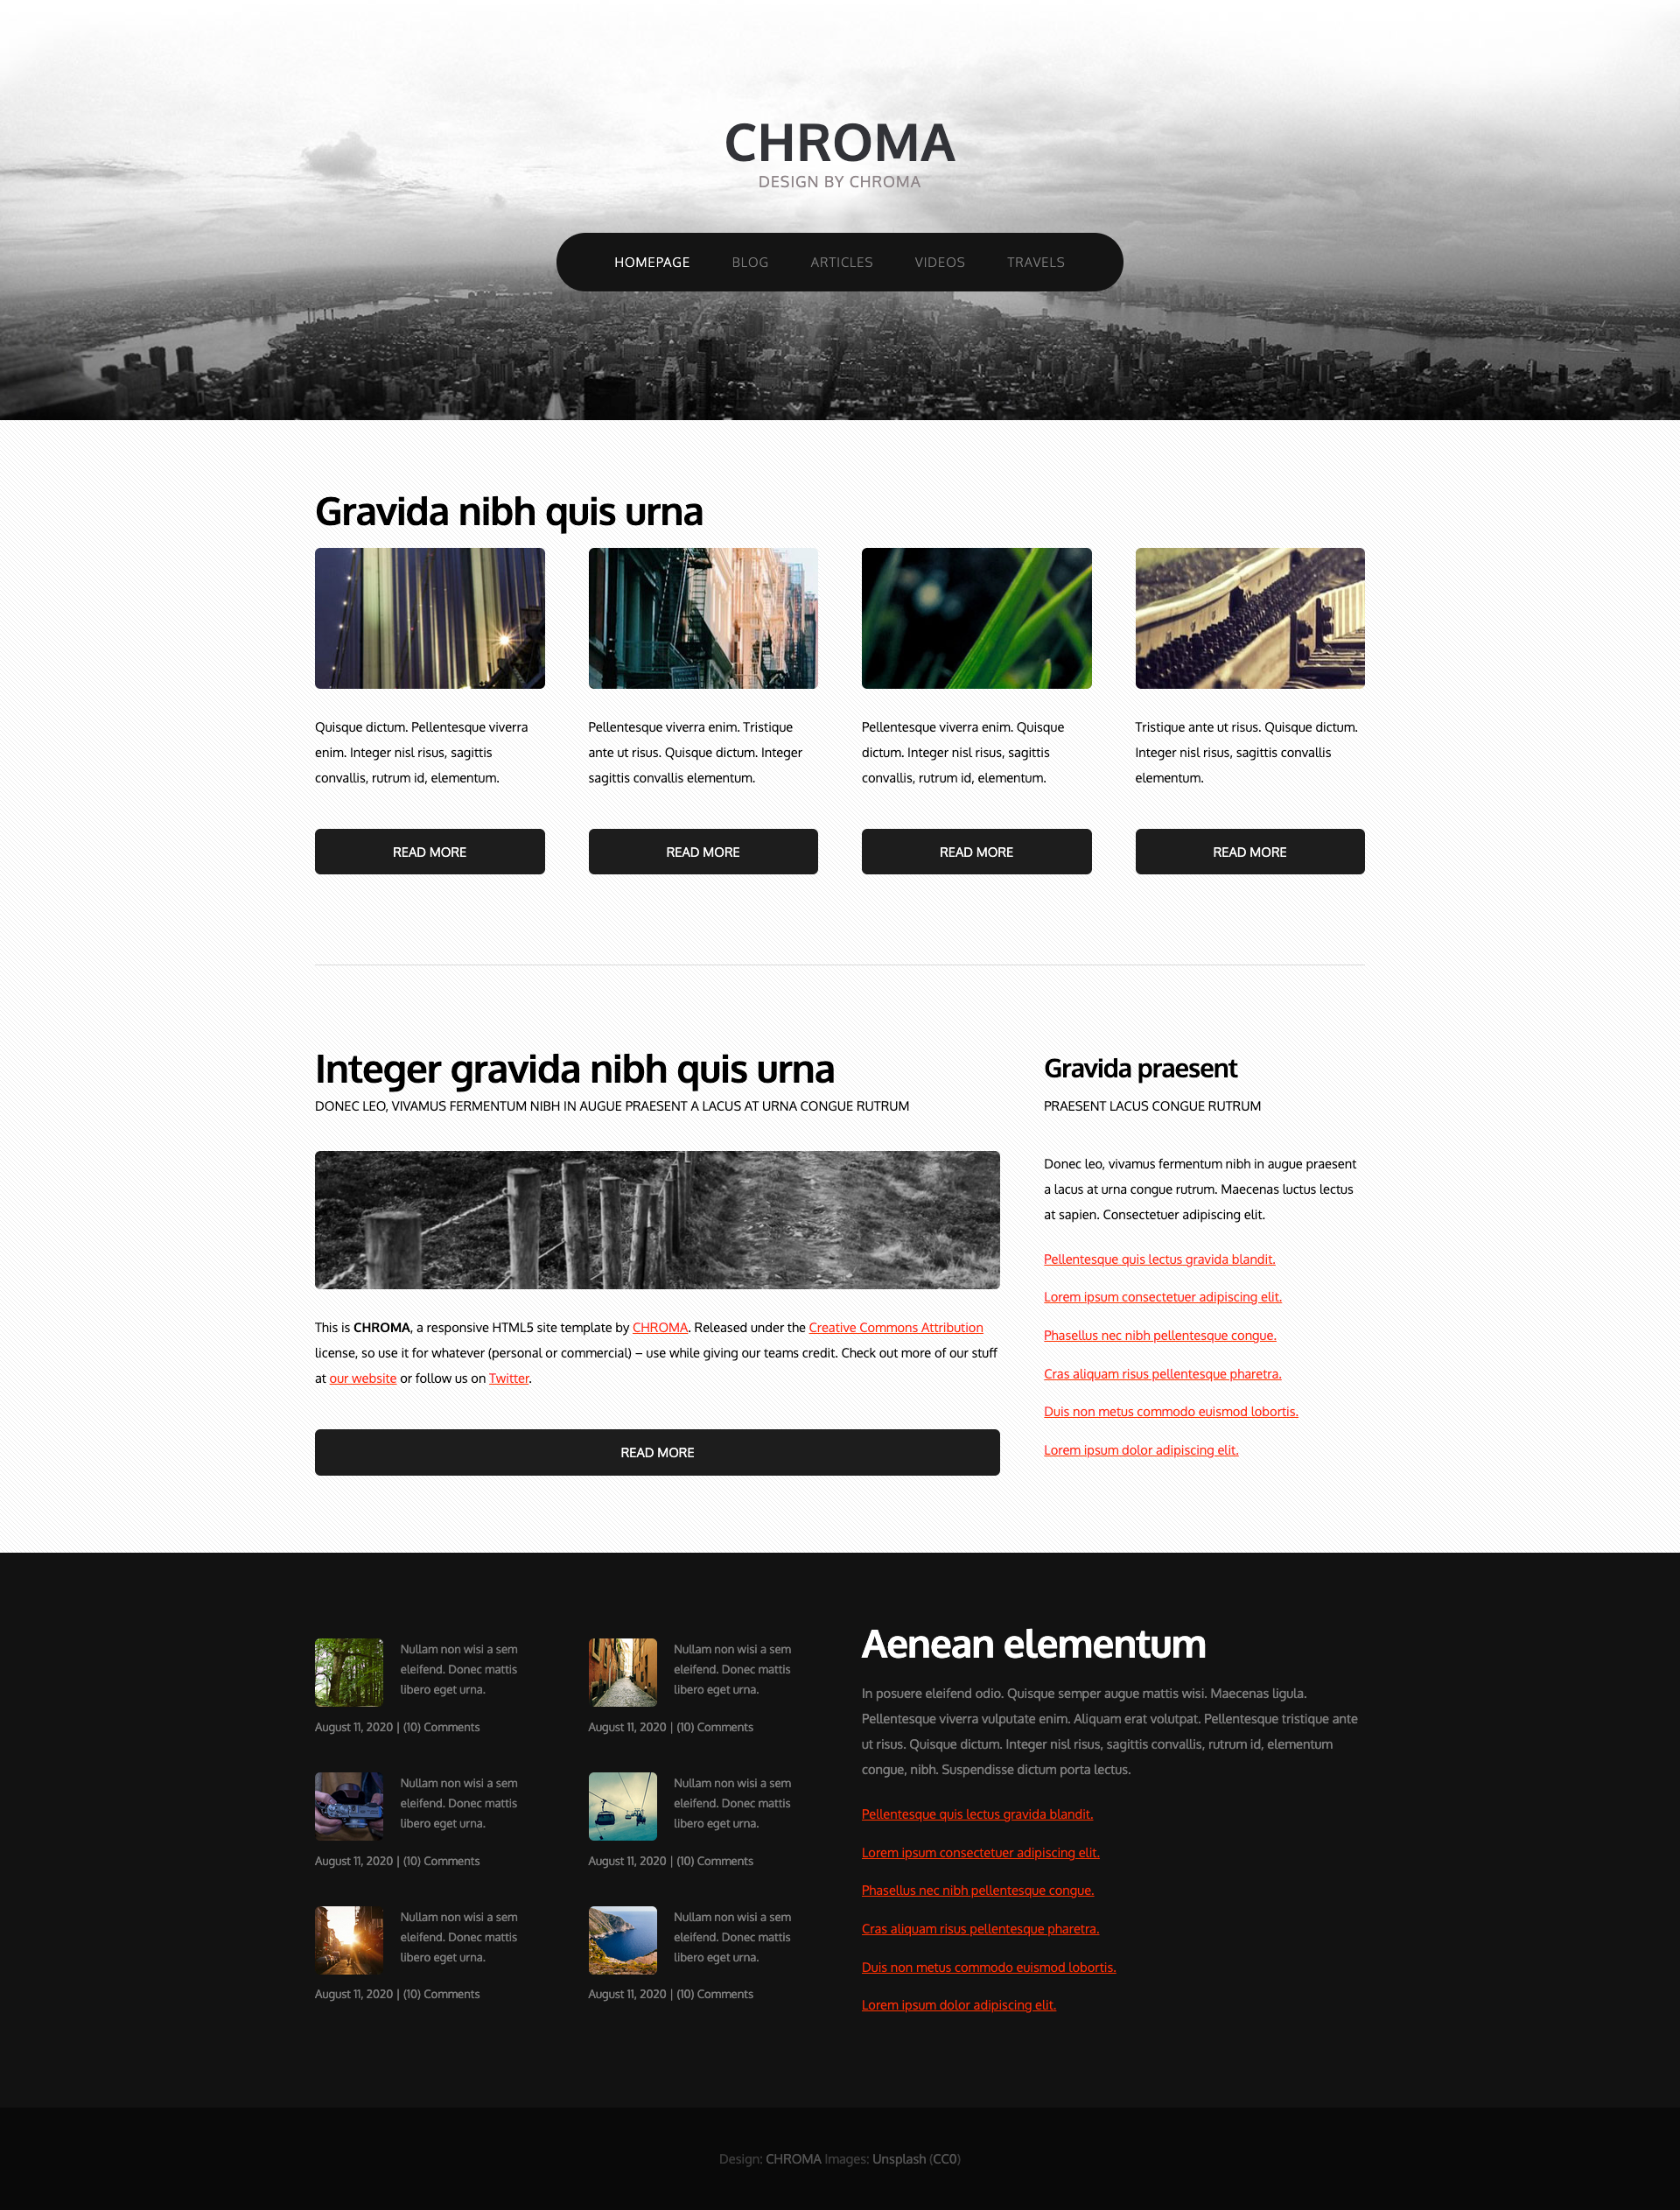 CHROMA
DESIGN BY CHROMA
HOMEPAGE BLOG ARTICLES VIDEOS TRAVELS
Gravida nibh quis urna
Quisque dictum. Pellentesque viverra
enim. Integer nisl risus, sagittis
convallis, rutrum id, elementum.
READ MORE
Pellentesque viverra enim. Tristique
ante ut risus. Quisque dictum. Integer
sagittis convallis elementum.
READ MORE
Pellentesque viverra enim. Quisque
dictum. Integer nisl risus, sagittis
convallis, rutrum id, elementum.
READ MORE
Tristique ante ut risus. Quisque dictum.
Integer nisl risus, sagittis convallis
elementum.
READ MORE
Integer gravida nibh quis urna
DONEC LEO, VIVAMUS FERMENTUM NIBH IN AUGUE PRAESENT A LACUS AT URNA CONGUE RUTRUM
This is CHROMA, a responsive HTML5 site template by CHROMA. Released under the Creative Commons Attribution
license, so use it for whatever (personal or commercial) – use while giving our teams credit. Check out more of our stuff
at our website or follow us on Twitter.
READ MORE
Gravida praesent
PRAESENT LACUS CONGUE RUTRUM
Donec leo, vivamus fermentum nibh in augue praesent
a lacus at urna congue rutrum. Maecenas luctus lectus
at sapien. Consectetuer adipiscing elit.
Pellentesque quis lectus gravida blandit.
Lorem ipsum consectetuer adipiscing elit.
Phasellus nec nibh pellentesque congue.
Cras aliquam risus pellentesque pharetra.
Duis non metus commodo euismod lobortis.
Lorem ipsum dolor adipiscing elit.
Nullam non wisi a sem
eleifend. Donec mattis
libero eget urna.
August 11, 2020 | (10) Comments
Nullam non wisi a sem
eleifend. Donec mattis
libero eget urna.
August 11, 2020 | (10) Comments
Nullam non wisi a sem
eleifend. Donec mattis
libero eget urna.
August 11, 2020 | (10) Comments
Nullam non wisi a sem
eleifend. Donec mattis
libero eget urna.
August 11, 2020 | (10) Comments
Nullam non wisi a sem
eleifend. Donec mattis
libero eget urna.
August 11, 2020 | (10) Comments
Nullam non wisi a sem
eleifend. Donec mattis
libero eget urna.
August 11, 2020 | (10) Comments
Aenean elementum
In posuere eleifend odio. Quisque semper augue mattis wisi. Maecenas ligula.
Pellentesque viverra vulputate enim. Aliquam erat volutpat. Pellentesque tristique ante
ut risus. Quisque dictum. Integer nisl risus, sagittis convallis, rutrum id, elementum
congue, nibh. Suspendisse dictum porta lectus.
Pellentesque quis lectus gravida blandit.
Lorem ipsum consectetuer adipiscing elit.
Phasellus nec nibh pellentesque congue.
Cras aliquam risus pellentesque pharetra.
Duis non metus commodo euismod lobortis.
Lorem ipsum dolor adipiscing elit.
Design: CHROMA Images: Unsplash (CC0)